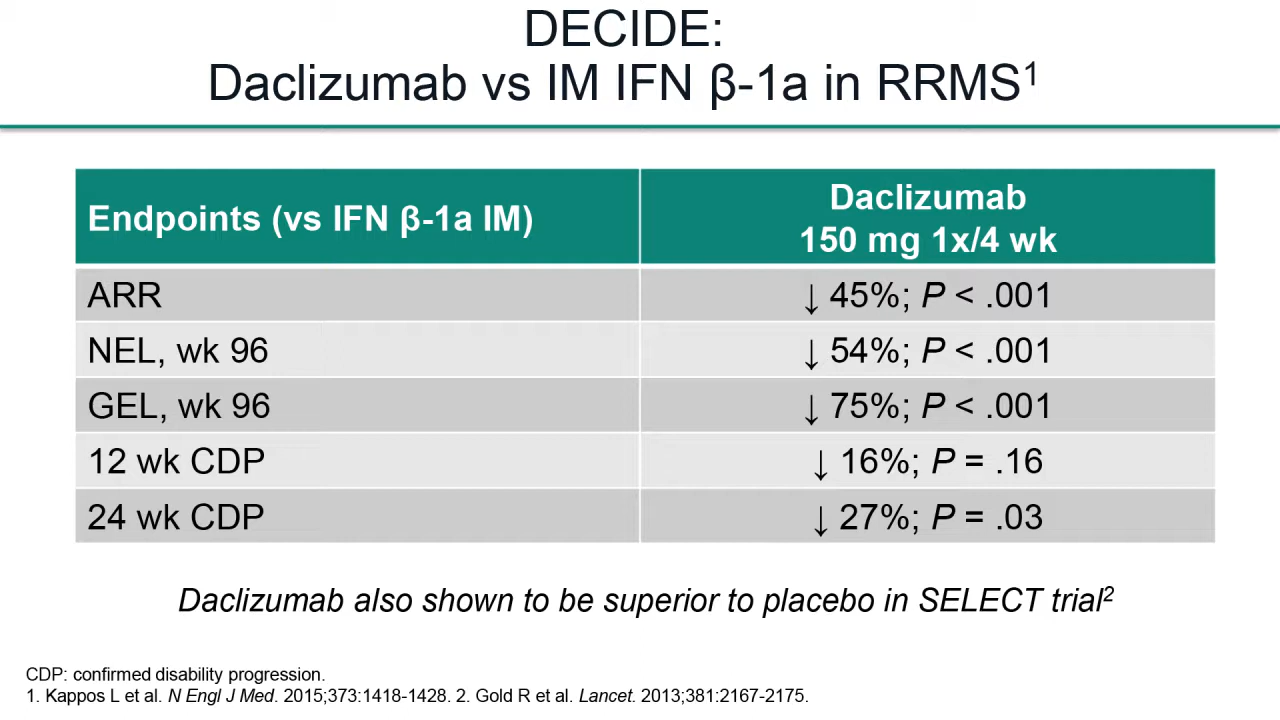 DECIDE:
Daclizumab vs IM IFN β-1a in RRMS¹
Endpoints (vs IFN β-1a IM)
Daclizumab
150 mg 1x/4 wk
ARR
↓ 45%; P < .001
NEL, wk 96
↓ 54%; P < .001
GEL, wk 96
↓ 75%; P < .001
12 wk CDP
↓ 16%; P = .16
24 wk CDP
↓ 27%; P = .03
Daclizumab also shown to be superior to placebo in SELECT trial²
CDP: confirmed disability progression.
1. Kappos L et al. N Engl J Med. 2015;373:1418-1428. 2. Gold R et al. Lancet. 2013;381:2167-2175.